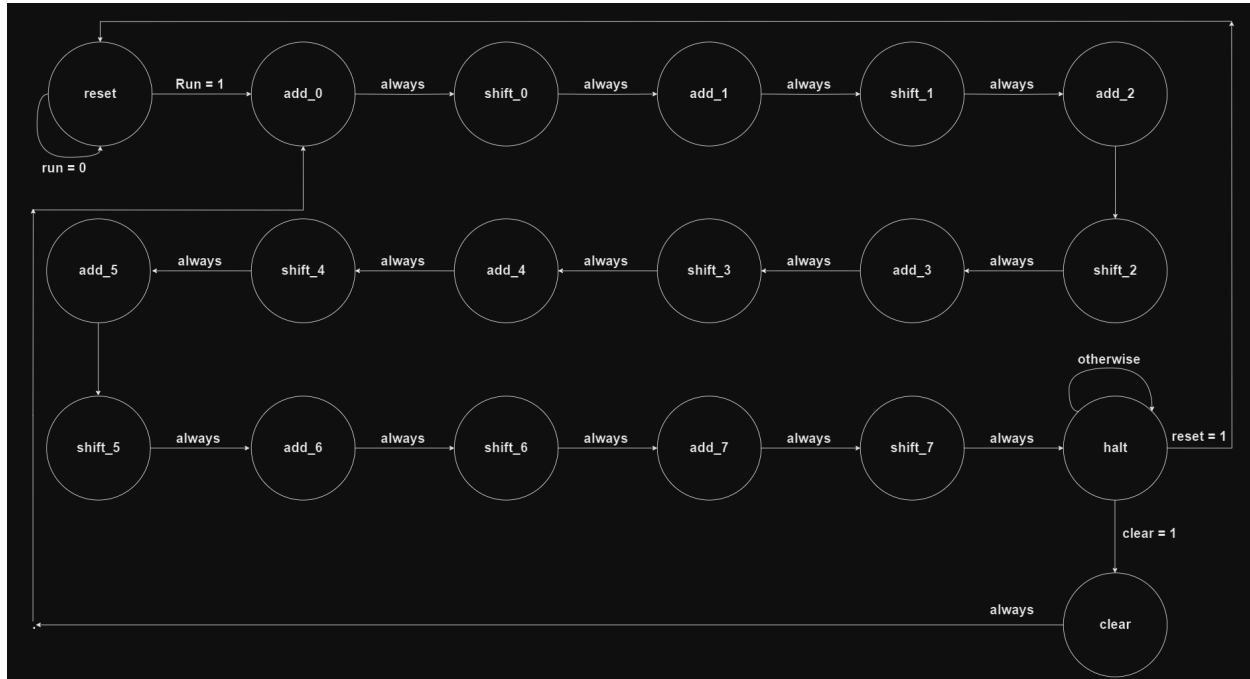 reset
Run = 1
add_0
always
shift_0
always
add_1
always
shift_1
always
add_2
run = 0
add_5
always
shift_4
always
add_4
always
shift_3
always
add_3
always
shift_2
otherwise
shift_5
always
add_6
always
shift_6
always
add_7
always
shift_7
always
halt
reset = 1
clear = 1
always
clear